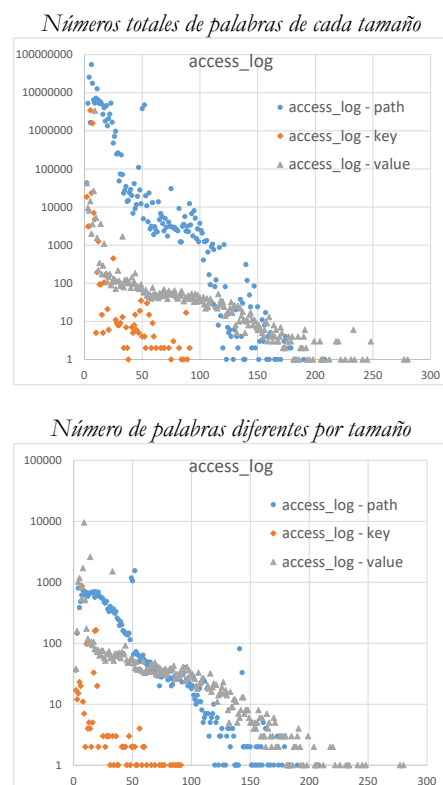 Números totales de palabras de cada tamaño
access_log
100000000
10000000
1000000
100000
10000
1000
100
10
1
0 50 100 150 200 250 300
access_log - path
access_log - key
access_log - value
Número de palabras diferentes por tamaño
access_log
100000
10000
1000
100
10
1
0 50 100 150 200 250 300
access_log - path
access_log - key
access_log - value